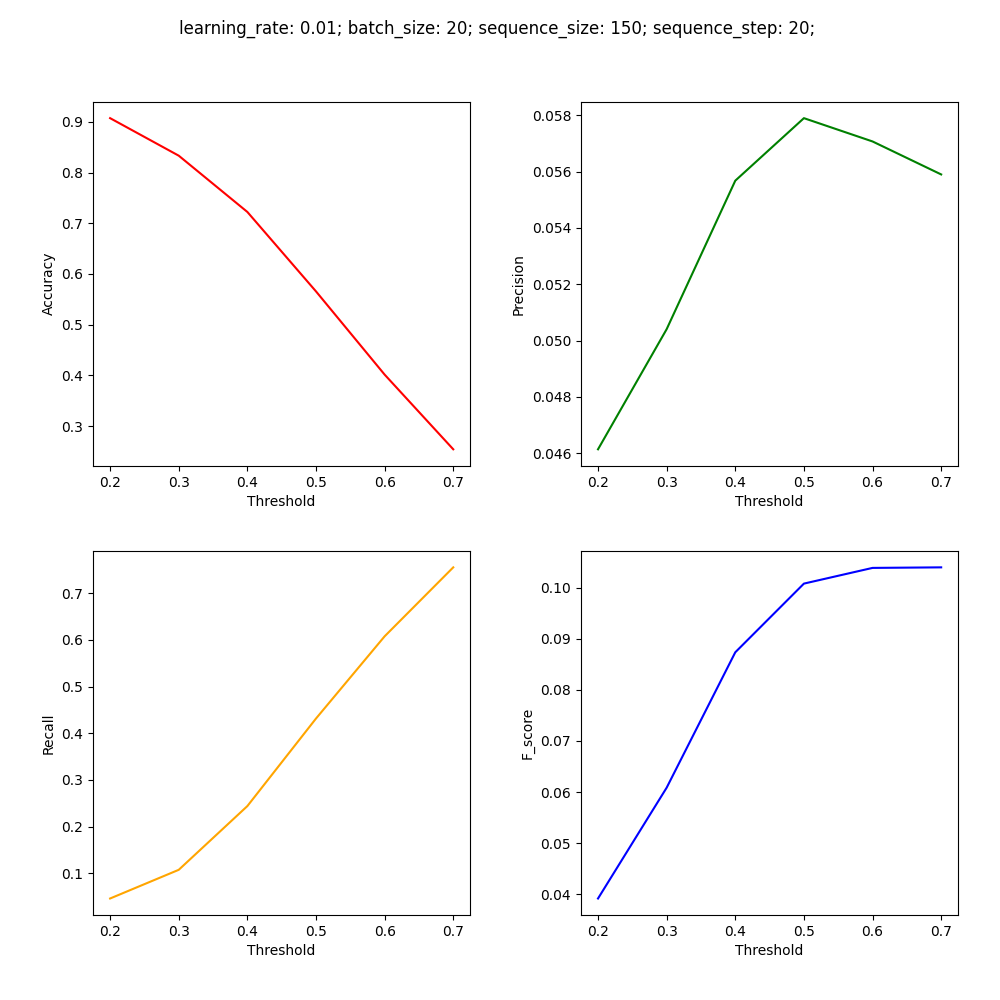 learning_rate: 0.01; batch_size: 20; sequence_size: 150; sequence_step: 20;
0.9
0.8
0.7
0.6
0.5
0.4
0.3
Accuracy
0.2 0.3 0.4 0.5 0.6 0.7
Threshold
0.058
0.056
0.054
0.052
0.050
0.048
0.046
Precision
0.2 0.3 0.4 0.5 0.6 0.7
Threshold
0.7
0.6
0.5
0.4
0.3
0.2
0.1
Recall
0.2 0.3 0.4 0.5 0.6 0.7
Threshold
0.10
0.09
0.08
0.07
0.06
0.05
0.04
F_score
0.2 0.3 0.4 0.5 0.6 0.7
Threshold